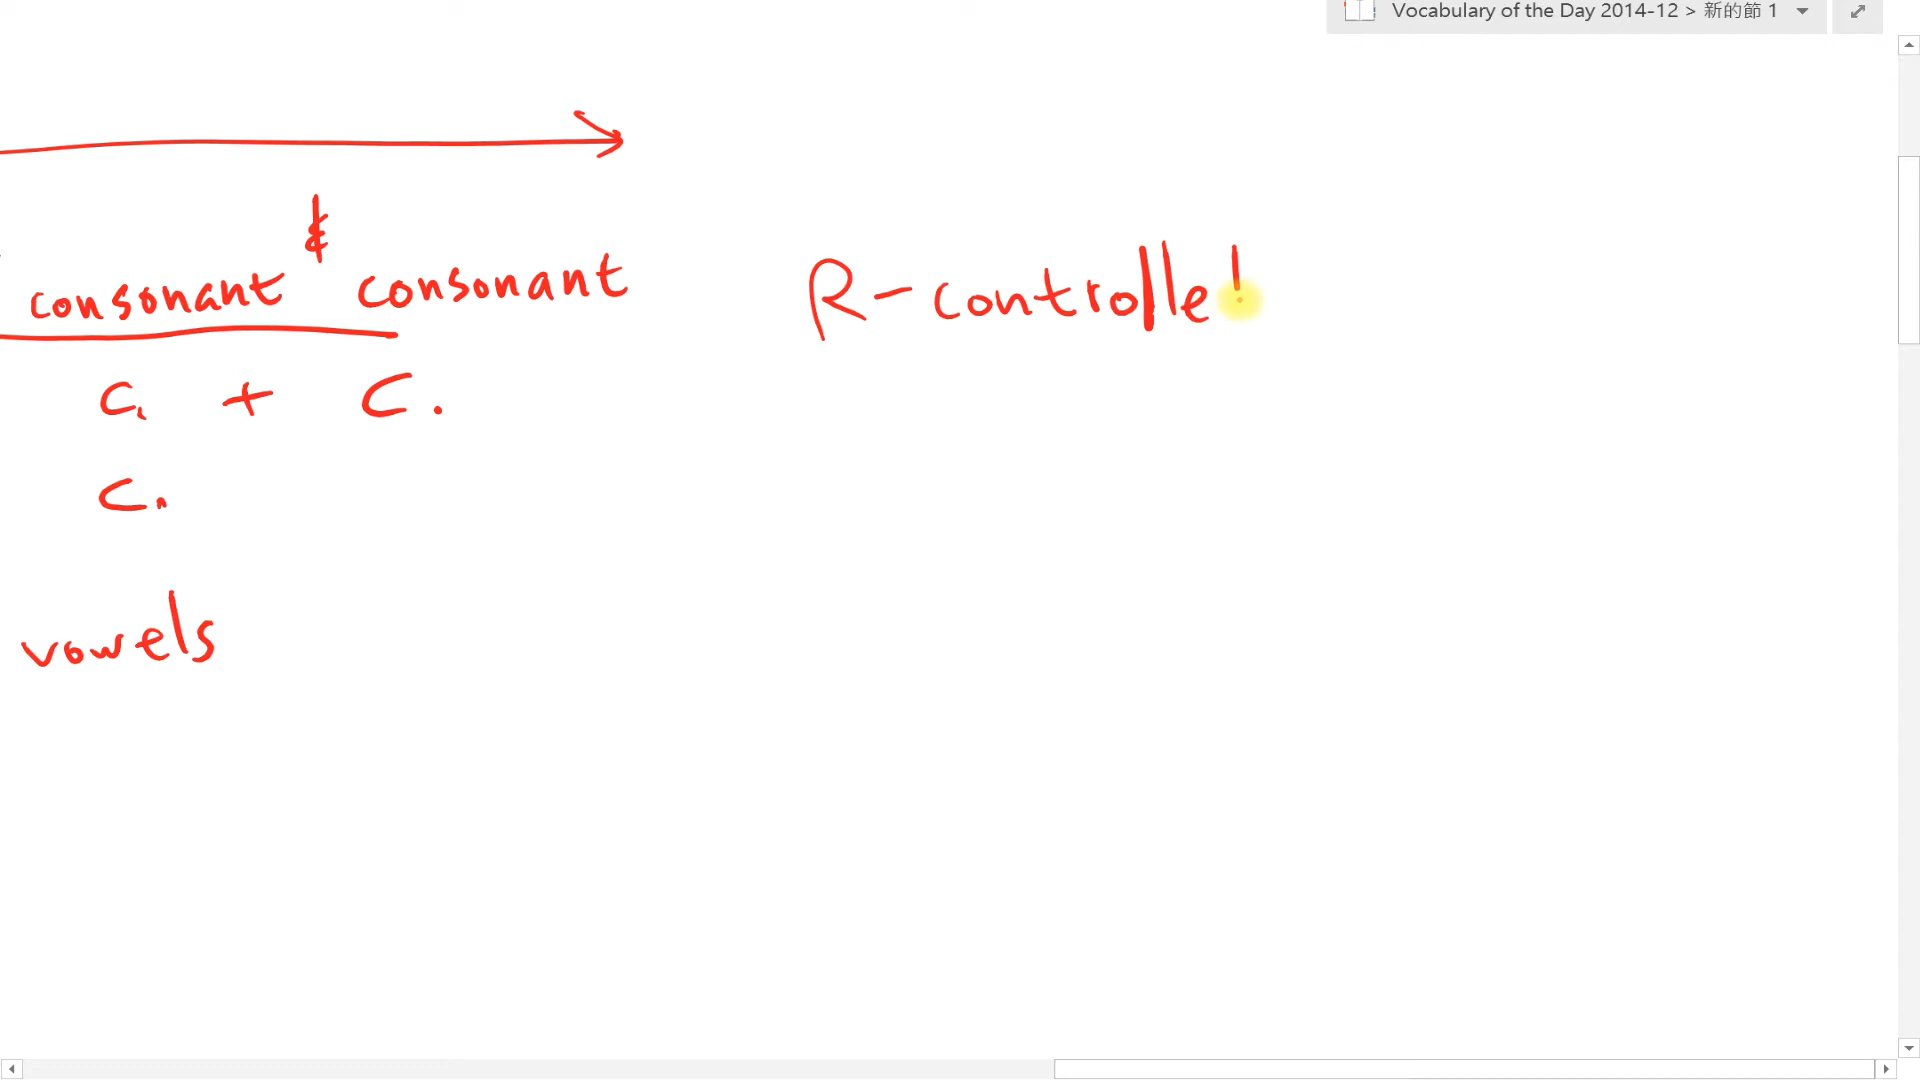 Vocabulary of the Day 2014-12 > 新的節 1
&
consonant consonant
R-controlle
C. + C.
C.
vowels